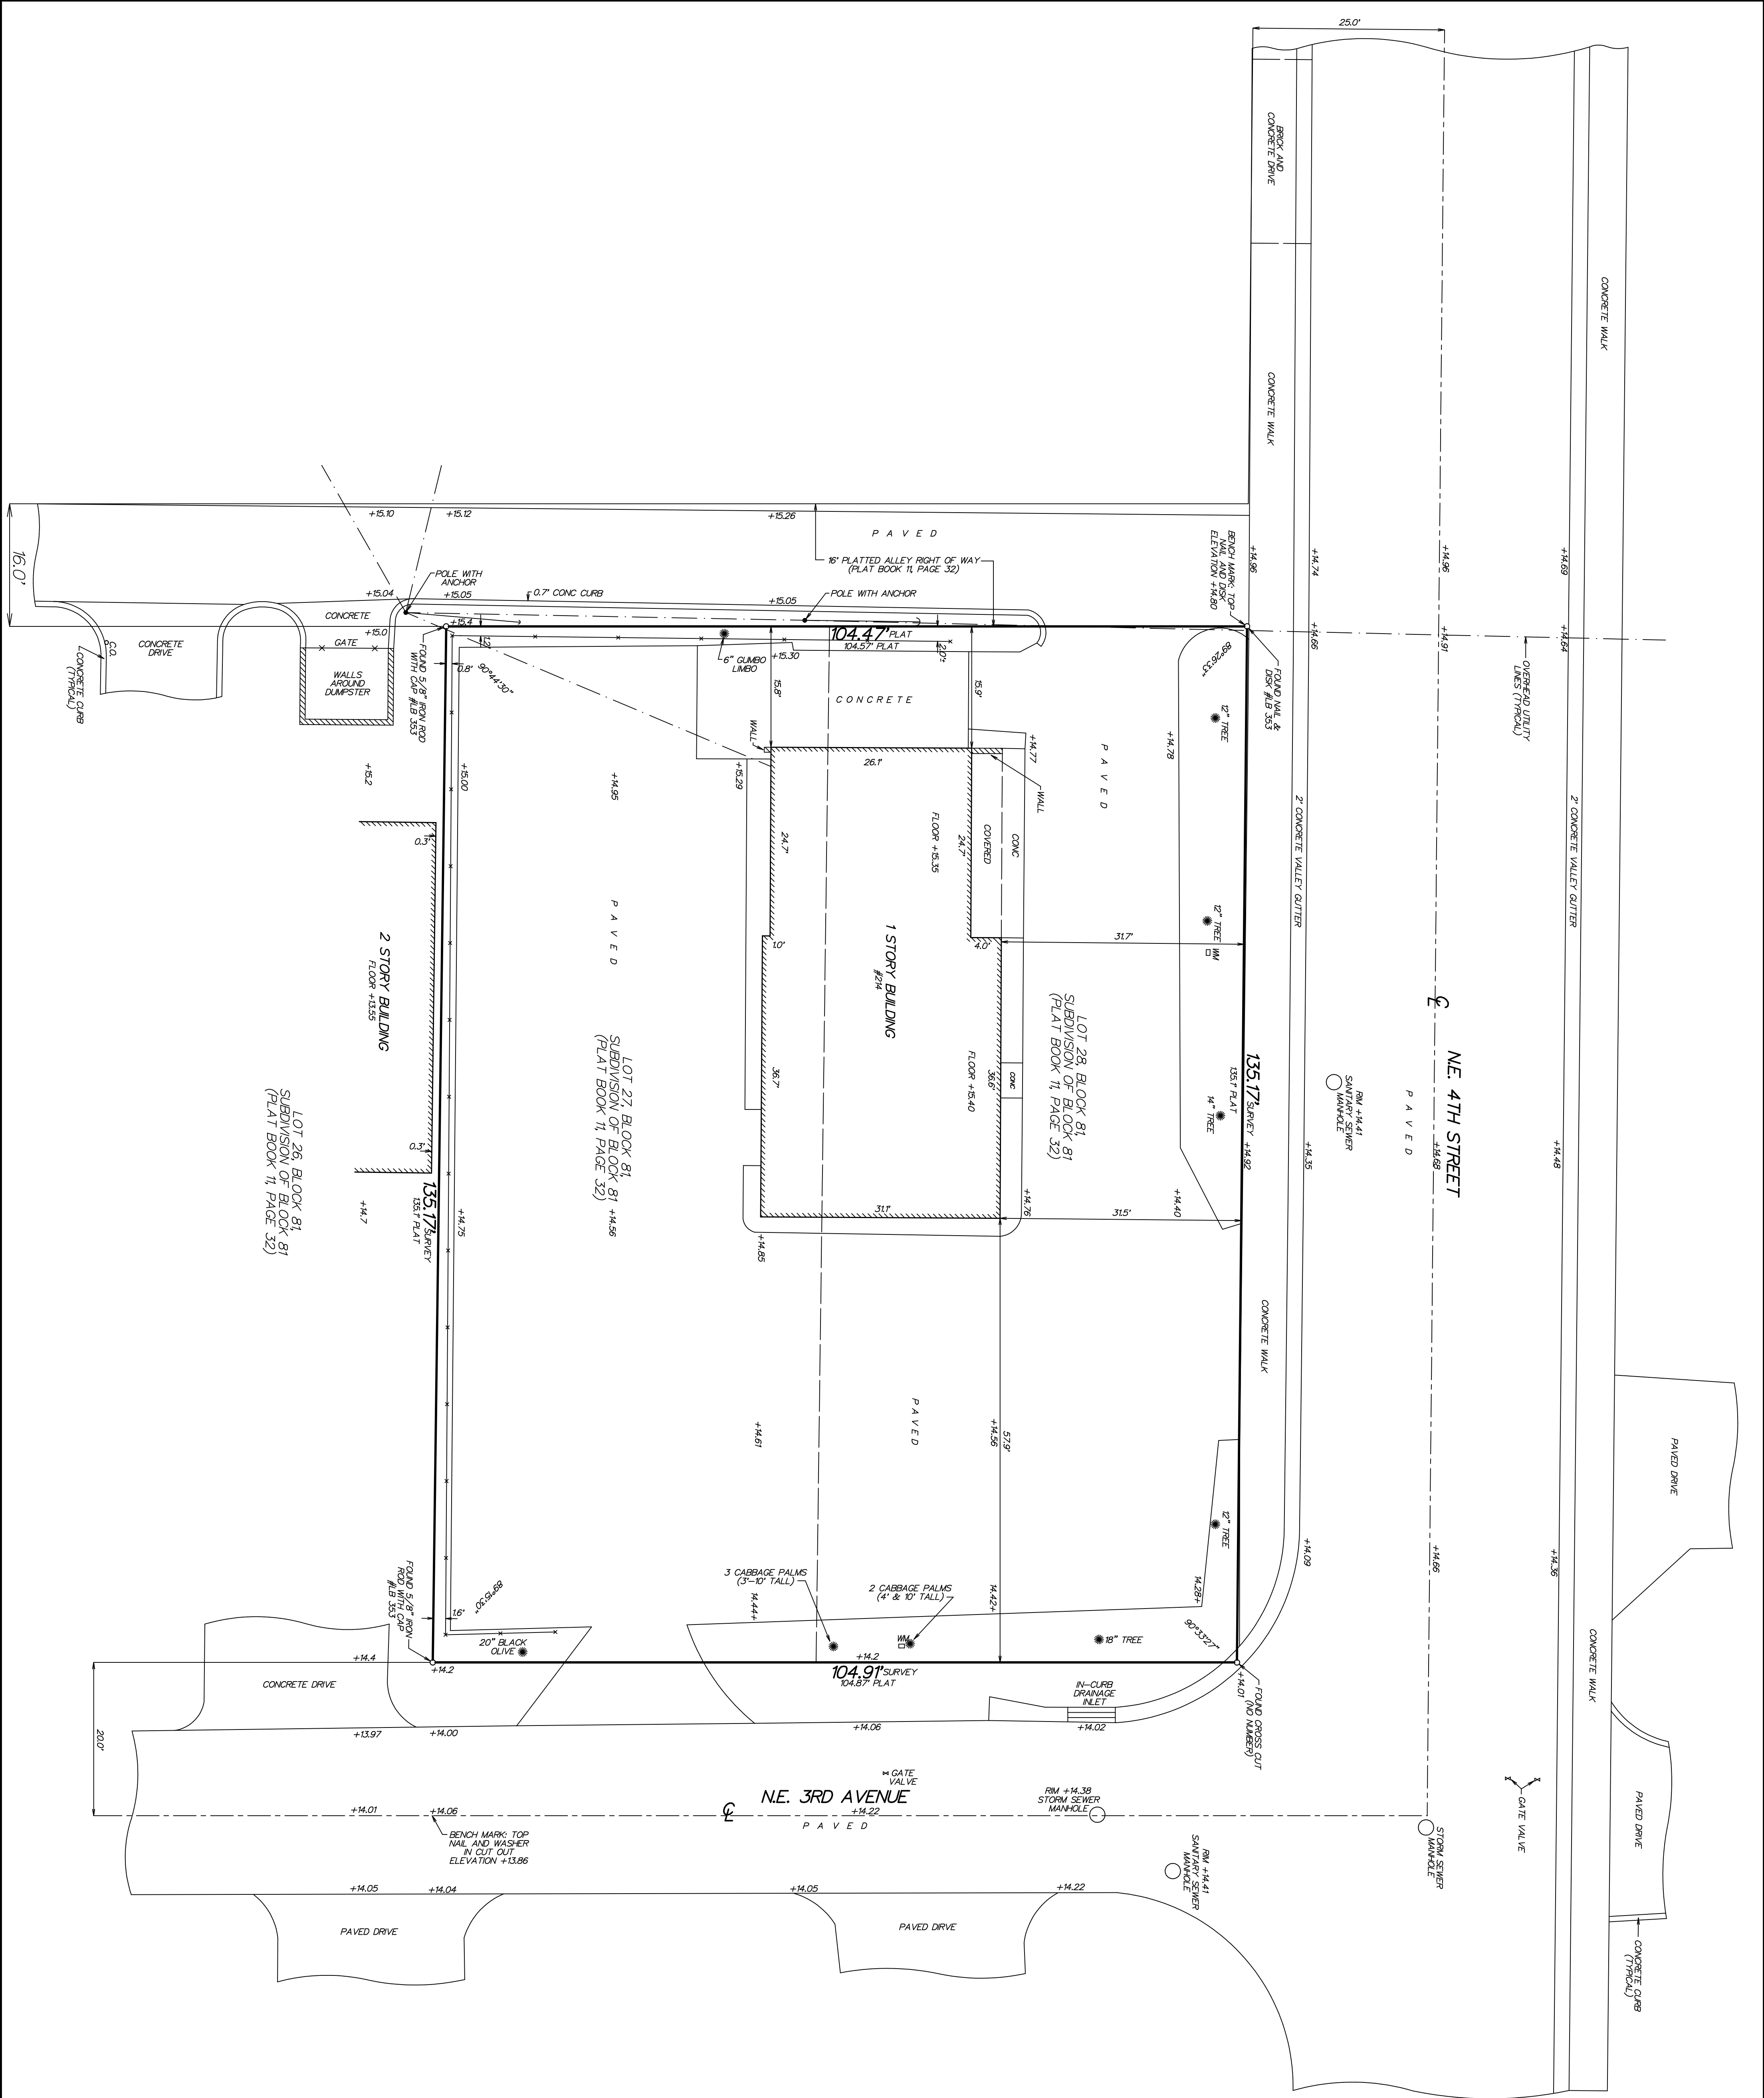 25.0'
BRICK AND
CONCRETE DRIVE
CONCRETE WALK
CONCRETE WALK
+15.10
+15.12
+15.26
P A V E D
16' PLATTED ALLEY RIGHT OF WAY
(PLAT BOOK 11, PAGE 32)
BENCH MARK: TOP
NAIL AND DISK
ELEVATION +14.80
+14.96
+14.74
+14.96
+14.69
16.0'
POLE WITH
ANCHOR
+15.04
+15.05
0.7' CONC CURB
+15.05
POLE WITH ANCHOR
CONCRETE
+15.4
+15.0
104.47' PLAT
104.57' PLAT
+14.66
+14.91
+14.64
OVERHEAD UTILITY
LINES (TYPICAL)
C.O.
CONCRETE
DRIVE
CONCRETE CURB
(TYPICAL)
GATE
WALLS
AROUND
DUMPSTER
FOUND 5/8" IRON ROD
WITH CAP #LB 353
0.8'
90°44'30"
1.2'
6" GUMBO
LIMBO
+15.30
2.0'±
15.8'
15.9'
CONCRETE
89°26'33"
FOUND NAIL &
DISK #LB 353
12" TREE
WALL
26.1'
+14.77
WALL
P A V E D
+14.78
+15.2
+15.00
+14.95
+15.29
24.7'
FLOOR +15.35
24.7'
COVERED
CONC
2' CONCRETE VALLEY GUTTER
2' CONCRETE VALLEY GUTTER
0.3'
2 STORY BUILDING
FLOOR +13.55
P A V E D
1.0'
1 STORY BUILDING
#214
4.0'
31.7'
12" TREE
WM
℄
LOT 27, BLOCK 81,
SUBDIVISION OF BLOCK 81
(PLAT BOOK 11, PAGE 32)
36.7'
FLOOR +15.40
36.6'
CONC
LOT 28, BLOCK 81,
SUBDIVISION OF BLOCK 81
(PLAT BOOK 11, PAGE 32)
14" TREE
135.17' SURVEY
135.1' PLAT
RIM +14.41
SANITARY SEWER
MANHOLE
P A V E D
N.E. 4TH STREET
LOT 26, BLOCK 81,
SUBDIVISION OF BLOCK 81
(PLAT BOOK 11, PAGE 32)
0.3'
+14.7
135.17' SURVEY
135.1' PLAT
+14.75
+14.56
+14.85
31.1'
+14.76
31.5'
+14.40
+14.92
+14.35
+14.68
+14.48
CONCRETE WALK
+14.61
P A V E D
+14.56
57.9'
PAVED DRIVE
12" TREE
+14.09
+14.66
+14.36
FOUND 5/8" IRON
ROD WITH CAP
#LB 353
89°15'30"
1.6'
20" BLACK
OLIVE
3 CABBAGE PALMS
(3'-10' TALL)
+14.44
2 CABBAGE PALMS
(4' & 10' TALL)
14.42+
14.28+
WM
18" TREE
90°33'27"
CONCRETE WALK
+14.4
+14.2
+14.2
104.91' SURVEY
104.87' PLAT
CONCRETE DRIVE
IN-CURB
DRAINAGE
INLET
+14.01
FOUND CROSS CUT
(NO NUMBER)
20.0'
+13.97
+14.00
+14.06
+14.02
GATE
VALVE
N.E. 3RD AVENUE
RIM +14.38
STORM SEWER
MANHOLE
GATE VALVE
PAVED DRIVE
+14.01
+14.06
℄
+14.22
P A V E D
BENCH MARK: TOP
NAIL AND WASHER
IN CUT OUT
ELEVATION +13.86
RIM +14.41
SANITARY SEWER
MANHOLE
STORM SEWER
MANHOLE
+14.05
+14.04
+14.05
+14.22
PAVED DRIVE
PAVED DIRVE
CONCRETE CURB
(TYPICAL)